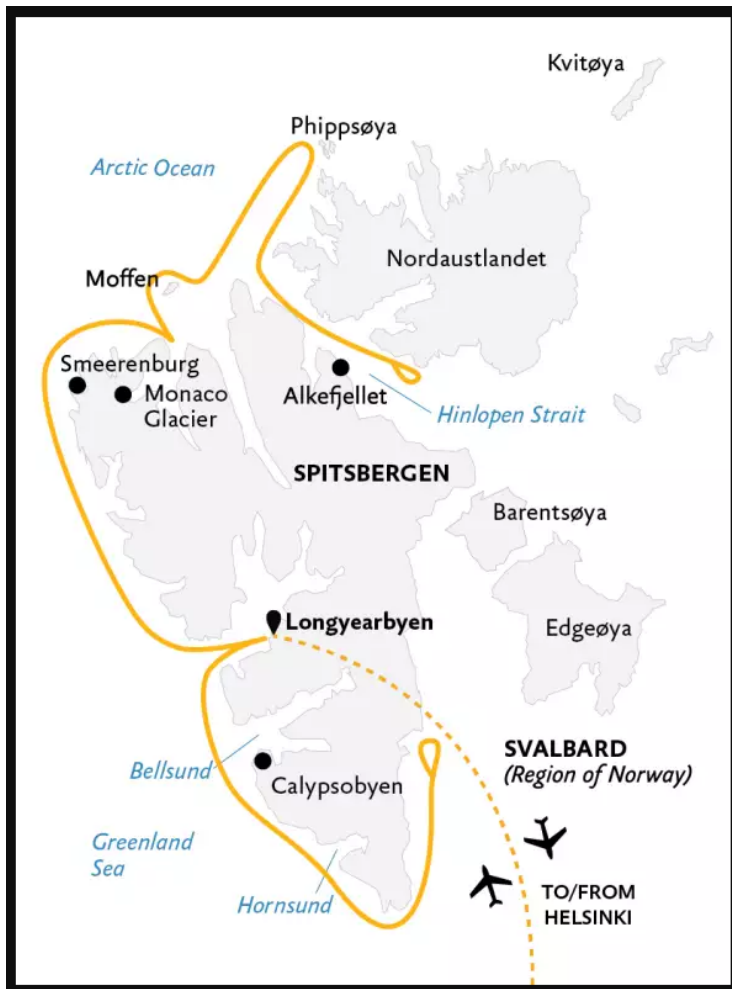 Kvitøya
Phippsøya
Arctic Ocean
Nordaustlandet
Moffen
Smeerenburg
Monaco
Glacier
Alkefjellet
Hinlopen Strait
SPITSBERGEN
Barentsøya
Longyearbyen
Edgeøya
SVALBARD
(Region of Norway)
Bellsund
Calypsobyen
Greenland
Sea
Hornsund
TO/FROM
HELSINKI